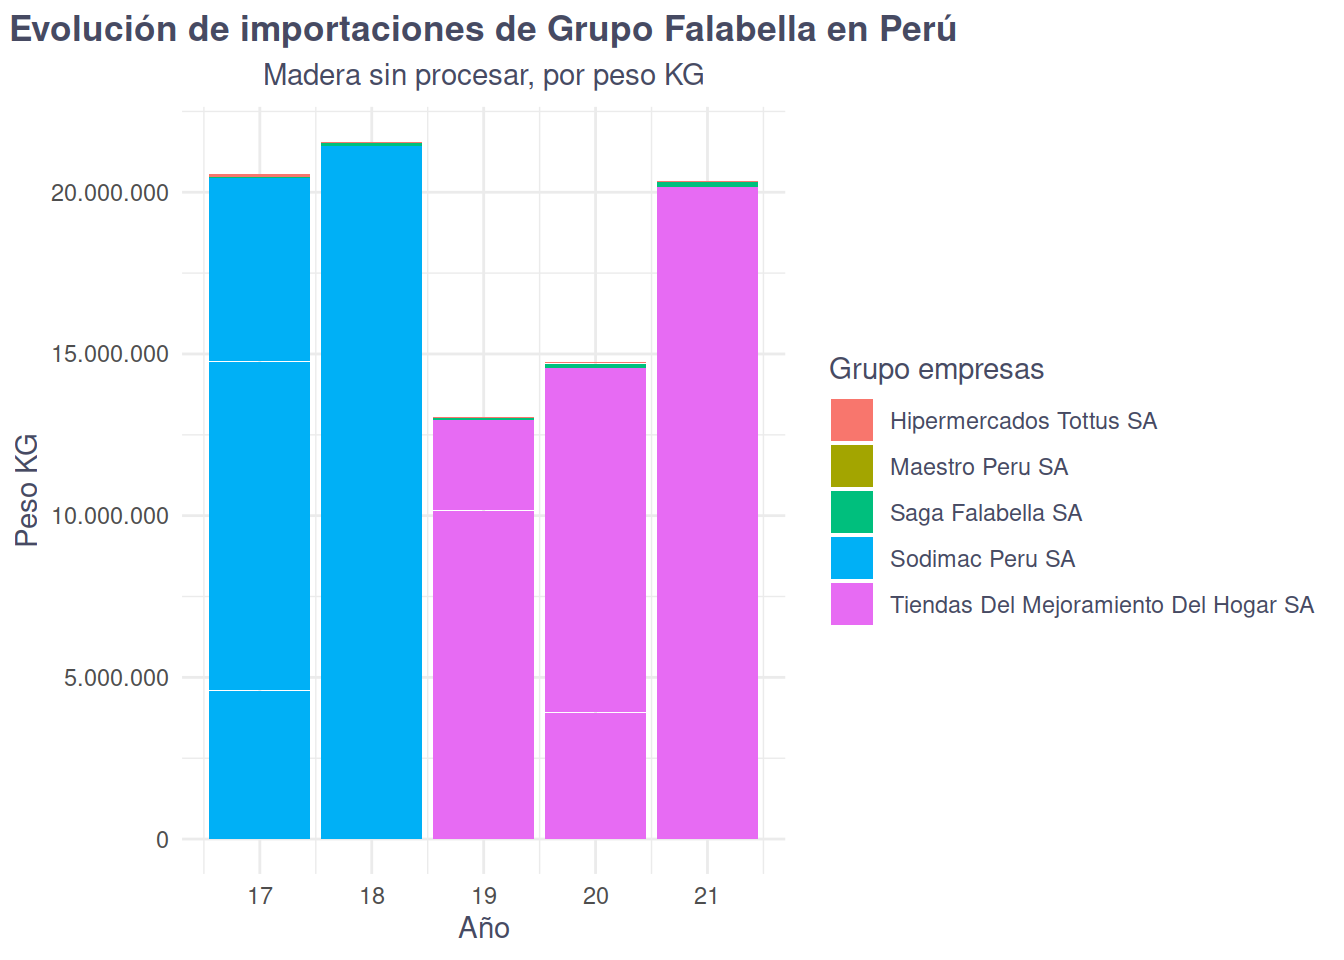 Evolución de importaciones de Grupo Falabella en Perú
Madera sin procesar, por peso KG
Peso KG
20.000.000
15.000.000
10.000.000
5.000.000
0
17 18 19 20 21
Año
Grupo empresas
Hipermercados Tottus SA
Maestro Peru SA
Saga Falabella SA
Sodimac Peru SA
Tiendas Del Mejoramiento Del Hogar SA